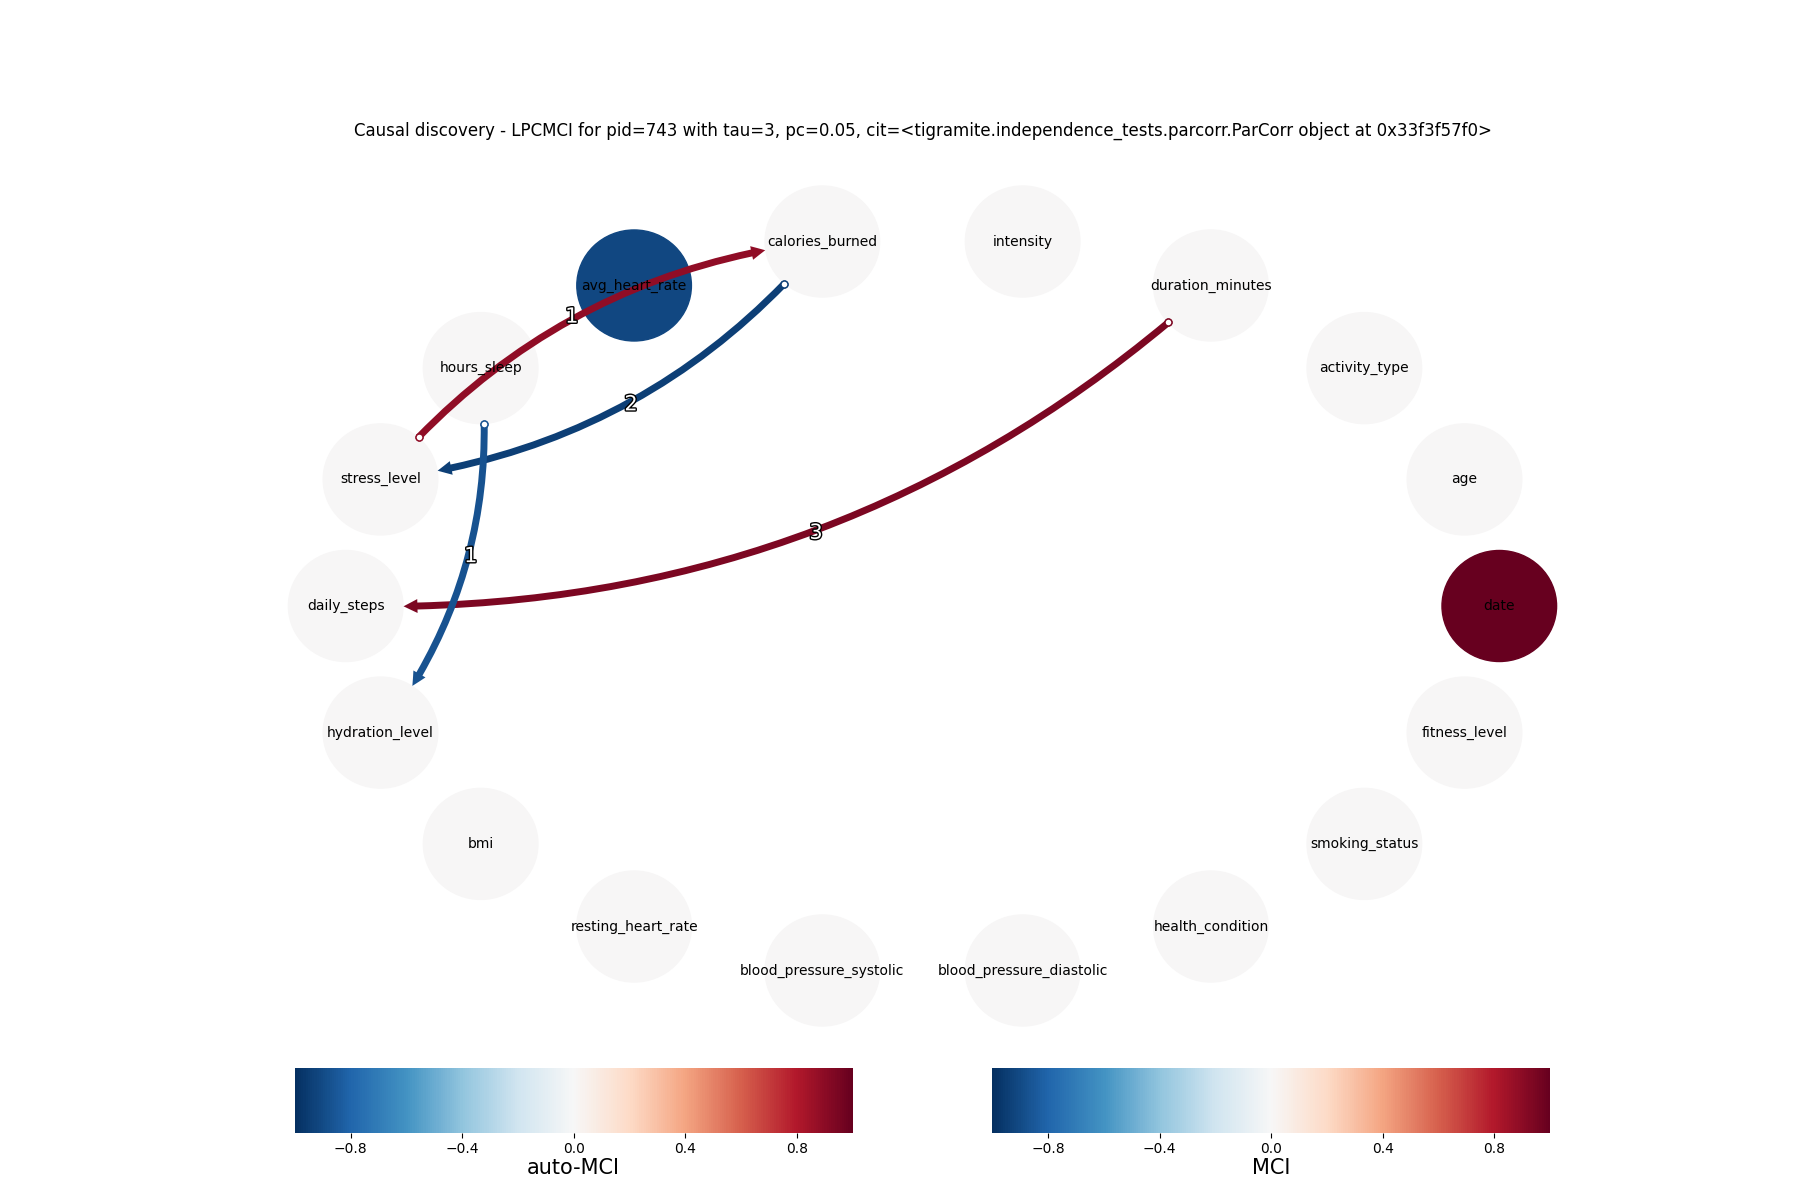 Causal discovery - LPCMCI for pid=743 with tau=3, pc=0.05, cit=<tigramite.independence_tests.parcorr.ParCorr object at 0x33f3f57f0>
calories_burned
intensity
avg_heart_rate
duration_minutes
1
hours_sleep
activity_type
2
stress_level
age
3
1
daily_steps
date
hydration_level
fitness_level
bmi
smoking_status
resting_heart_rate
health_condition
blood_pressure_systolic
blood_pressure_diastolic
−0.8 −0.4 0.0 0.4 0.8
auto-MCI
−0.8 −0.4 0.0 0.4 0.8
MCI